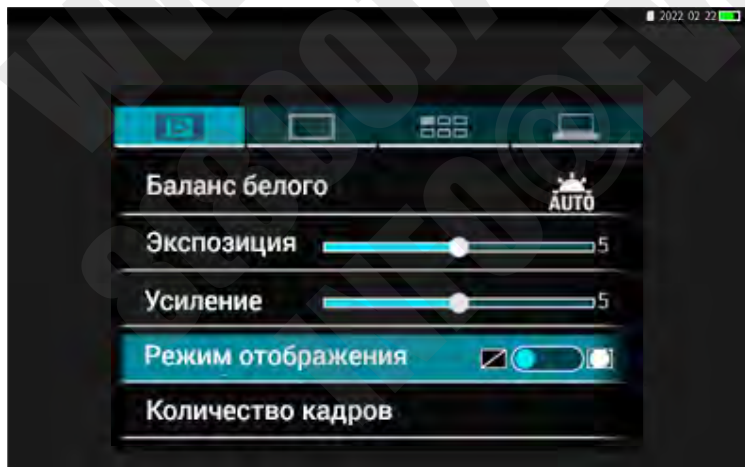 2022 02 22
Баланс белого AUTO
Экспозиция 5
Усиление 5
Режим отображения
Количество кадров